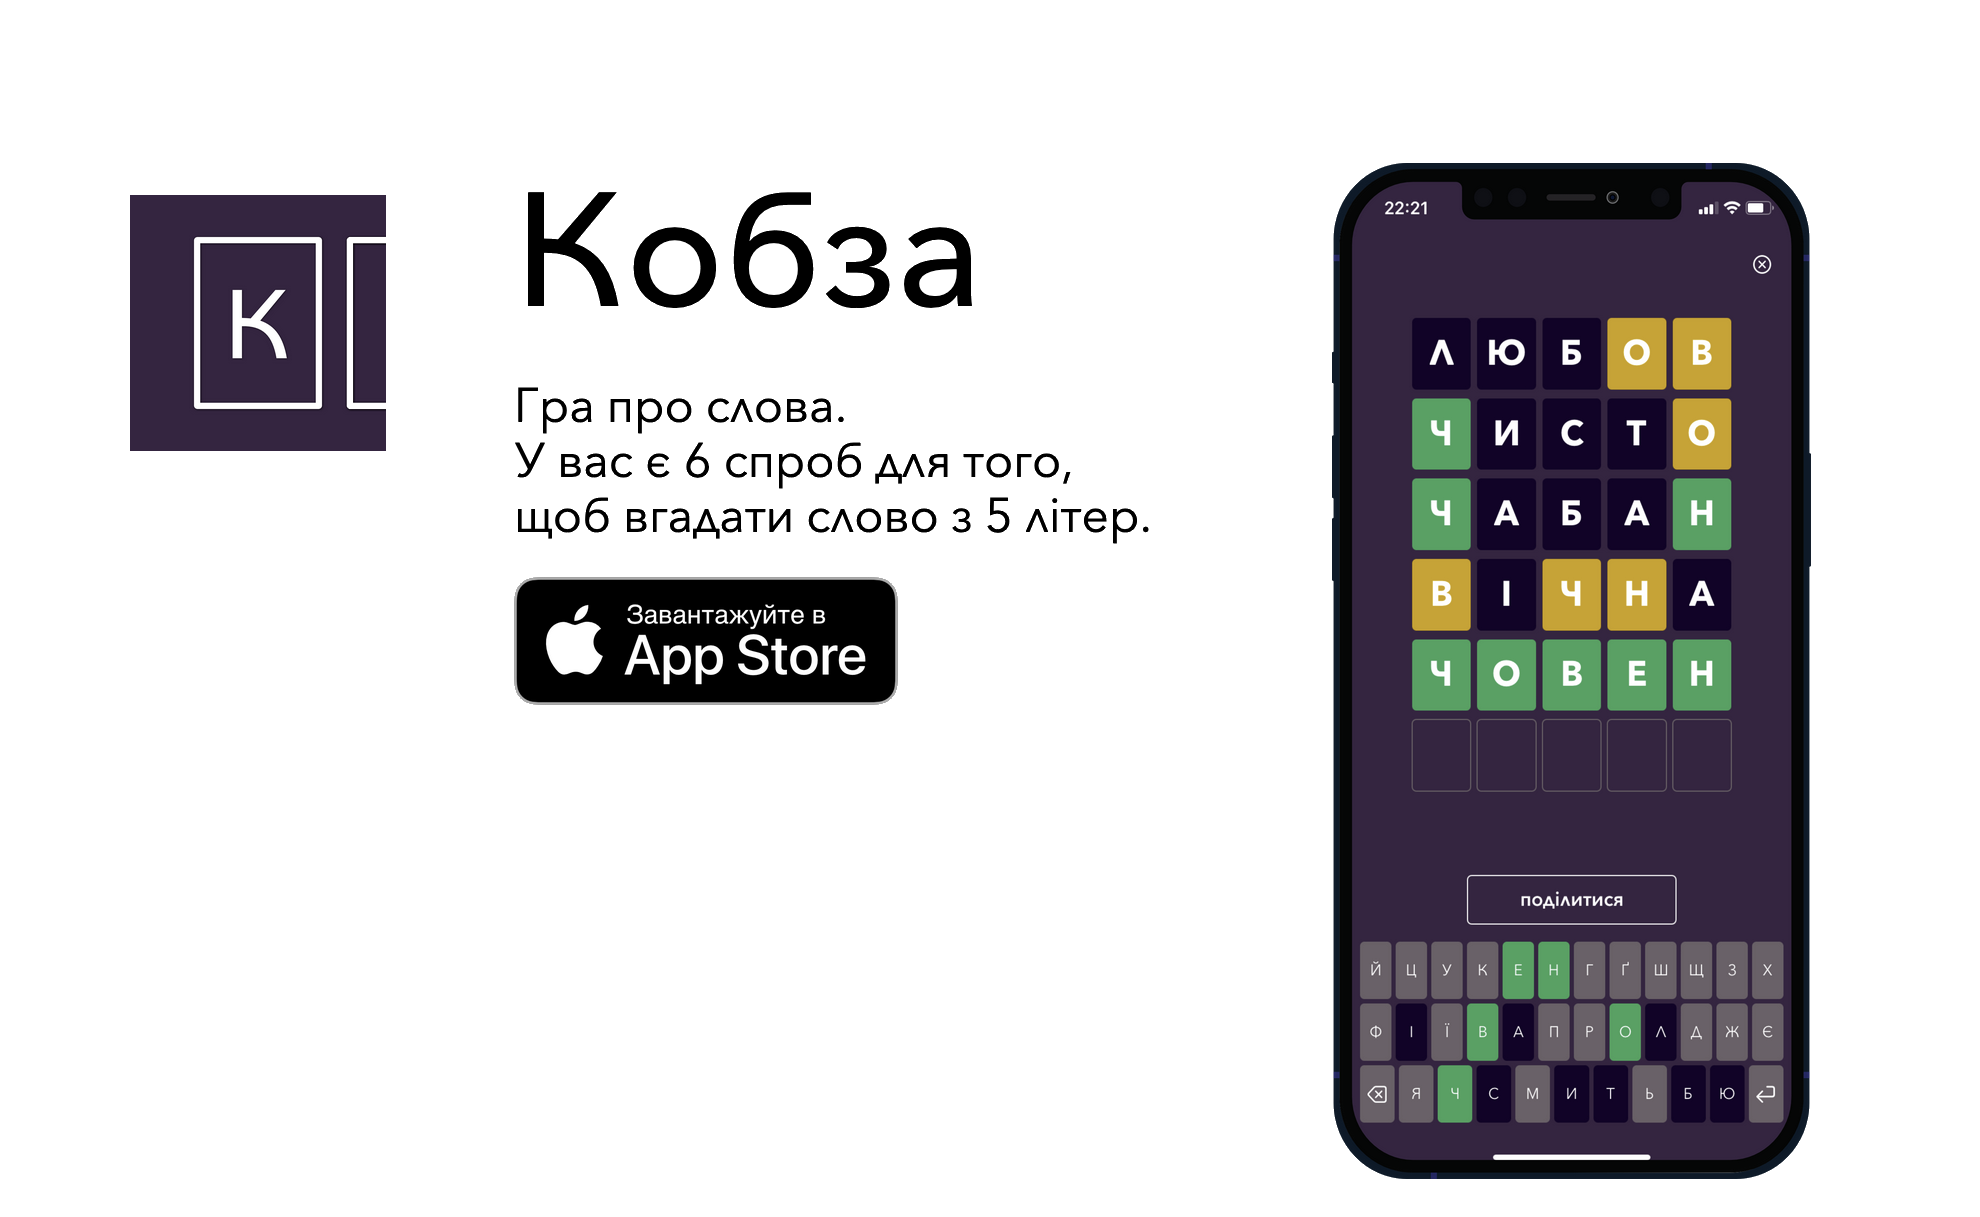 К
Кобза
Гра про слова.
У вас є 6 спроб для того,
щоб вгадати слово з 5 літер.
Завантажуйте в
App Store
22:21
ЛЮБОВ
ЧИСТО
ЧАБАН
ВІЧНА
ЧОВЕН
поділитися
Й Ц У К Е Н Г Ґ Ш Щ З Х
Ф І Ї В А П Р О Л Д Ж Є
Я Ч С М И Т Ь Б Ю